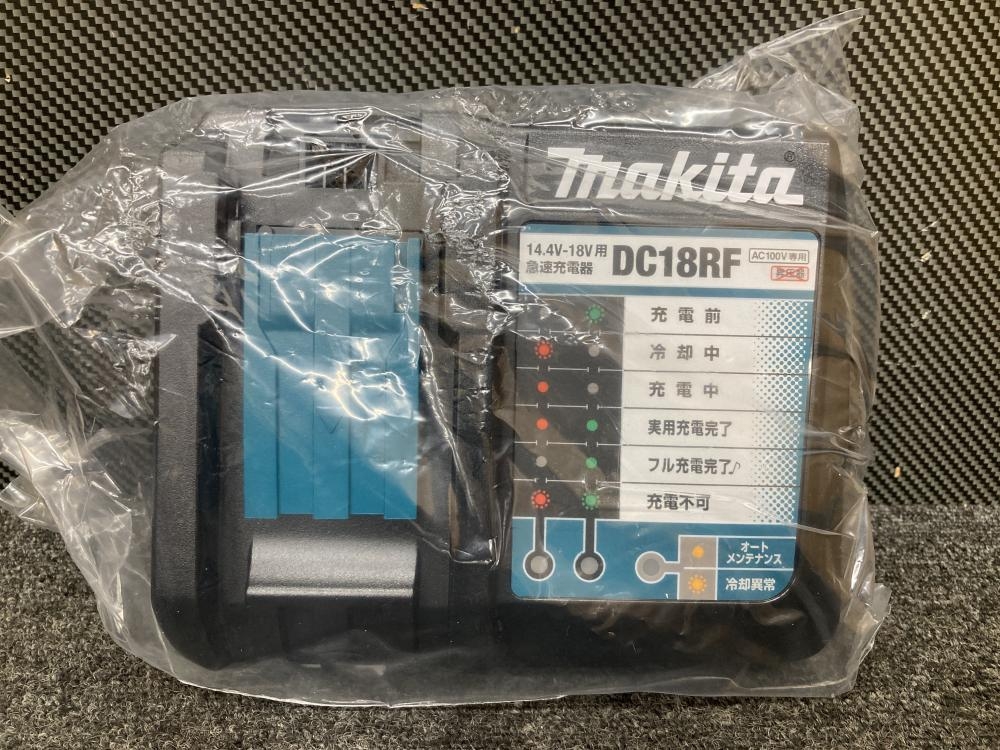 makita®
14.4V-18V用
急速充電器
DC18RF
AC100V専用
昇圧器
充電前
冷却中
充電中
実用充電完了
フル充電完了♪
充電不可
オート
メンテナンス
冷却異常